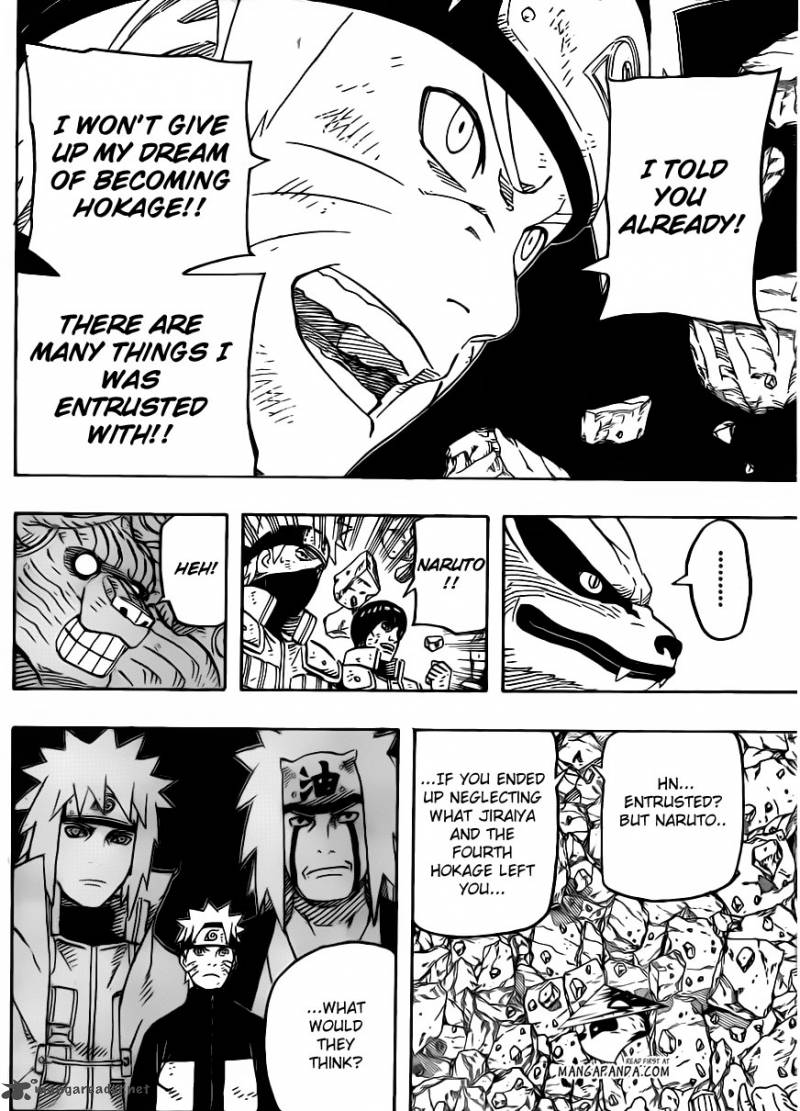 I TOLD
YOU
ALREADY!
I WON'T GIVE
UP MY DREAM
OF BECOMING
HOKAGE!!
THERE ARE
MANY THINGS I
WAS
ENTRUSTED
WITH!!
.........
NARUTO
!!
HEH!
HN...
ENTRUSTED?
BUT NARUTO..
...IF YOU ENDED
UP NEGLECTING
WHAT JIRAIYA
AND THE
FOURTH
HOKAGE LEFT
YOU...
油
...WHAT
WOULD
THEY
THINK?
READ FIRST AT
MANGAPANDA.COM
mangareader.net